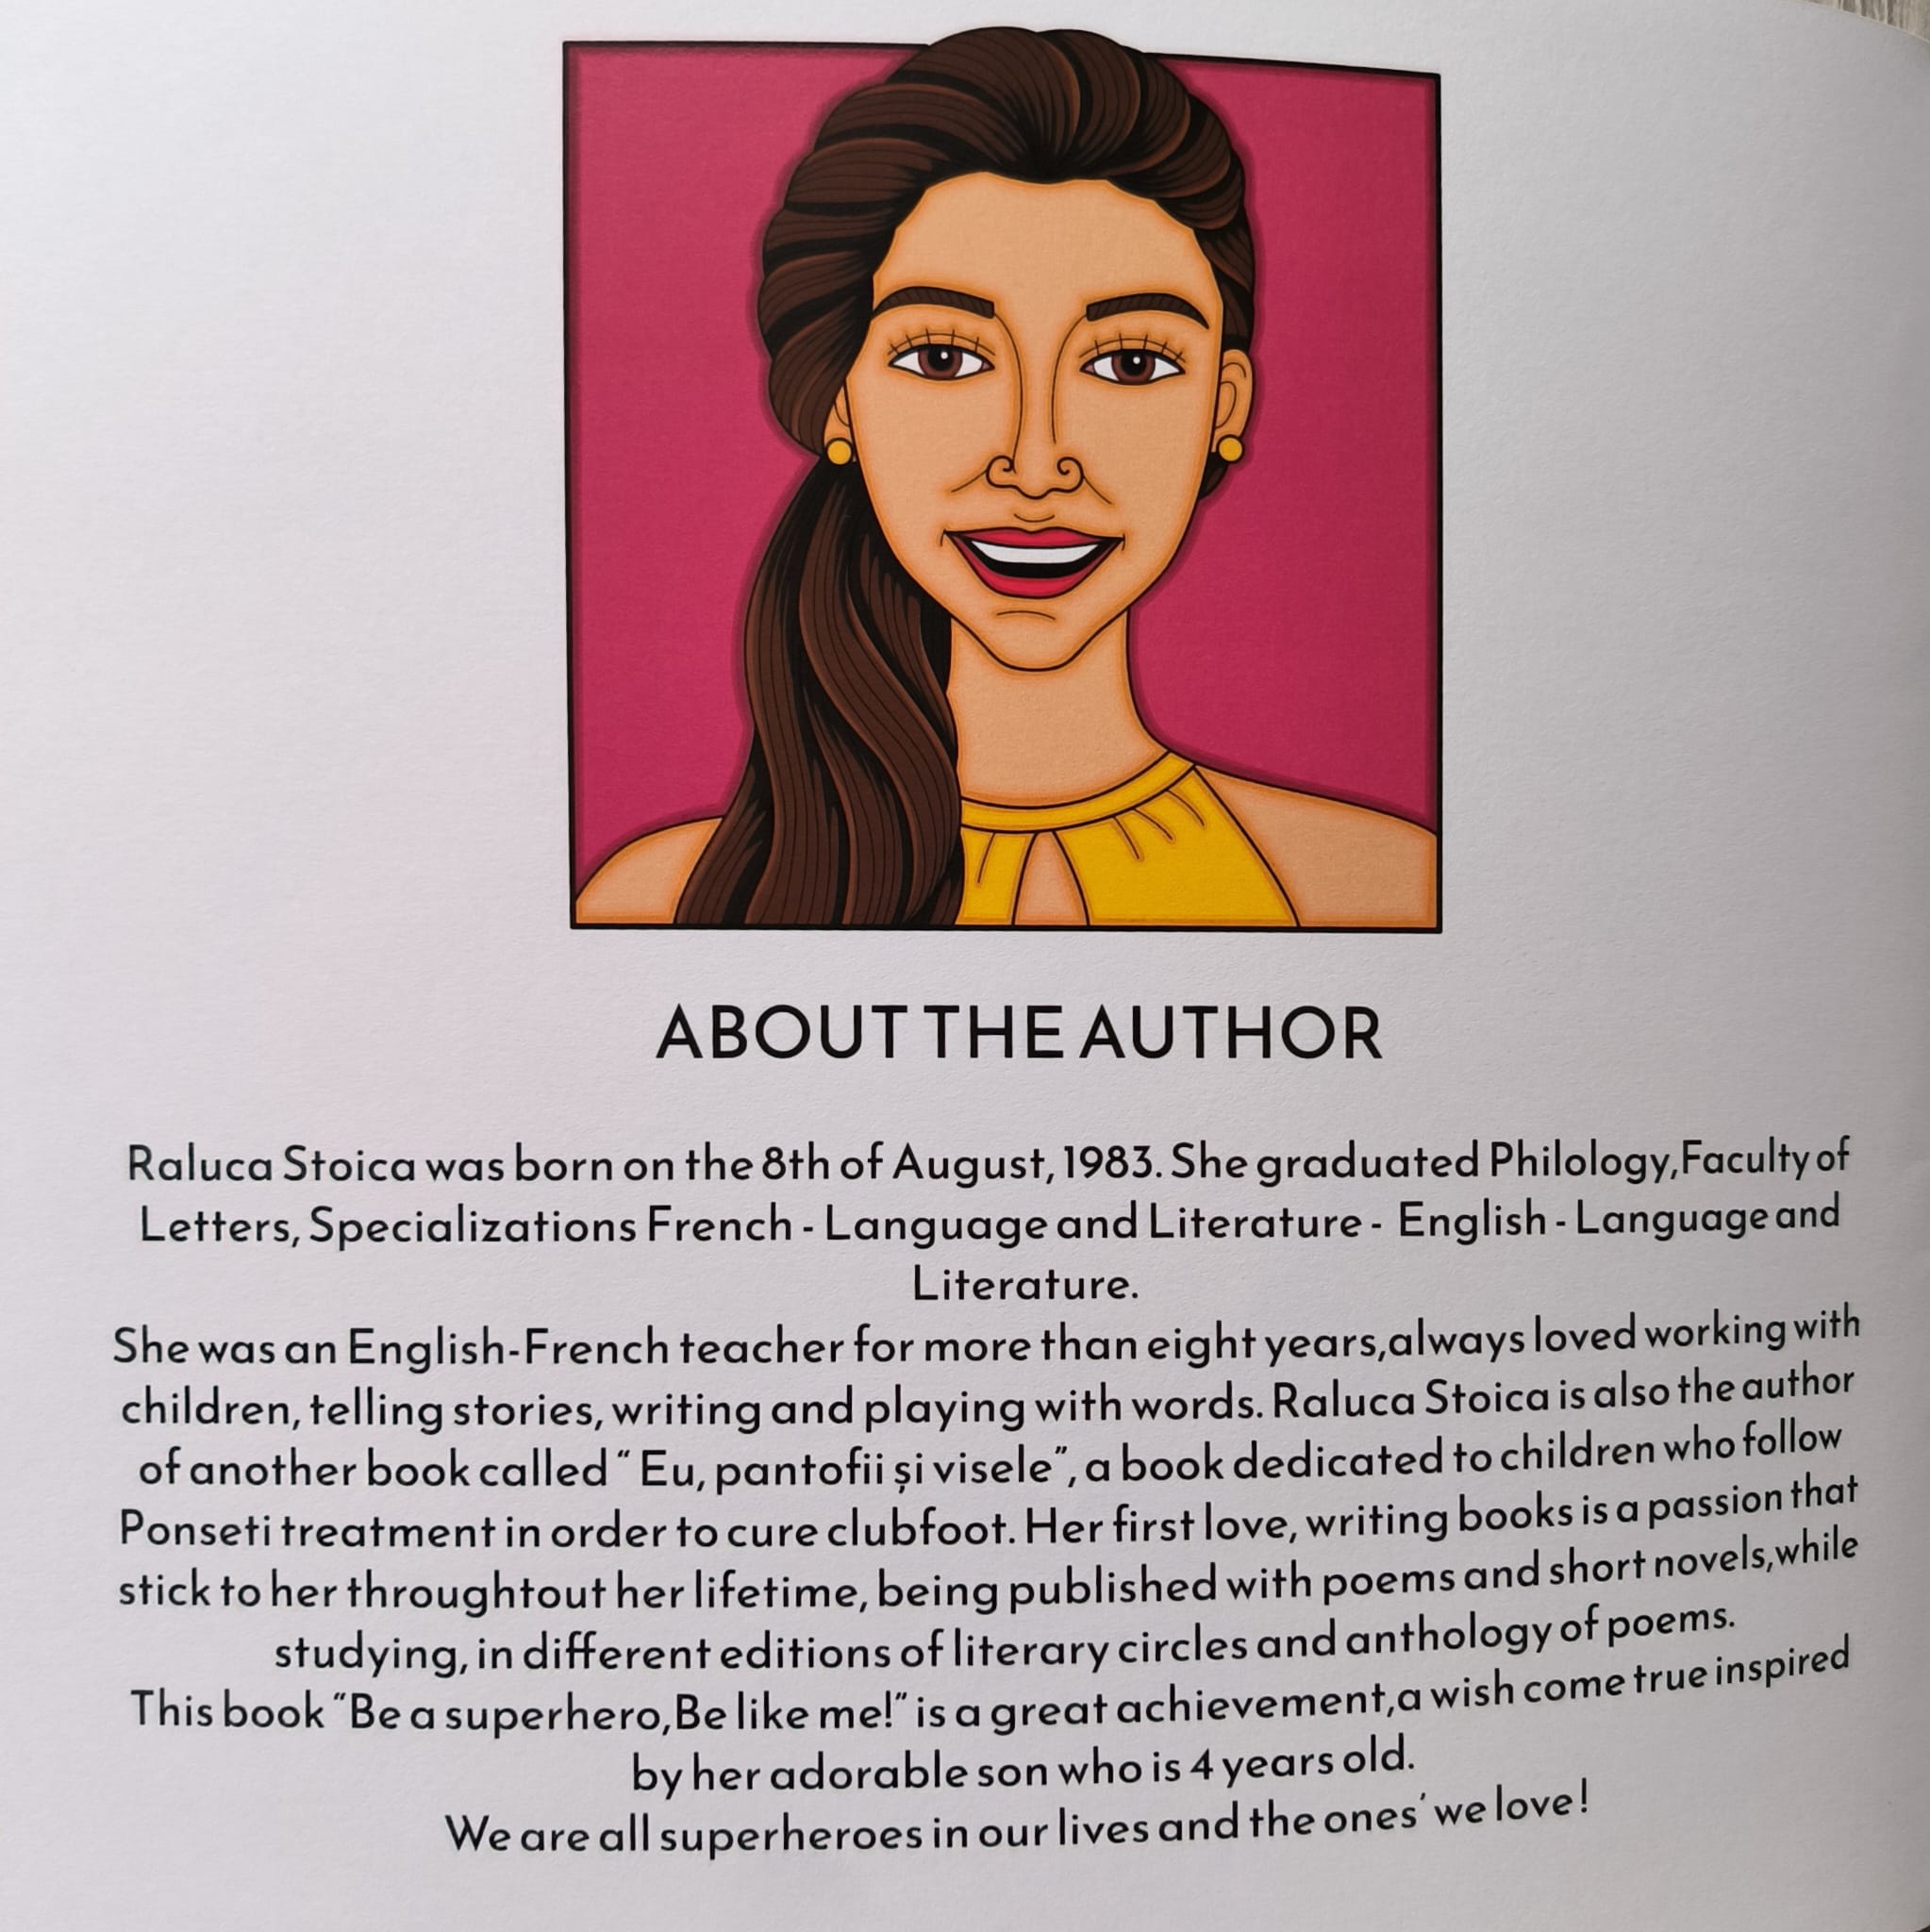 ABOUT THE AUTHOR
Raluca Stoica was born on the 8th of August, 1983. She graduated Philology,Faculty of
Letters, Specializations French - Language and Literature - English - Language and
Literature.
She was an English-French teacher for more than eight years,always loved working with
children, telling stories, writing and playing with words. Raluca Stoica is also the author
of another book called “ Eu, pantofii și visele”, a book dedicated to children who follow
Ponseti treatment in order to cure clubfoot. Her first love, writing books is a passion that
stick to her throughtout her lifetime, being published with poems and short novels,while
studying, in different editions of literary circles and anthology of poems.
This book “Be a superhero,Be like me!” is a great achievement,a wish come true inspired
by her adorable son who is 4 years old.
We are all superheroes in our lives and the ones’ we love!